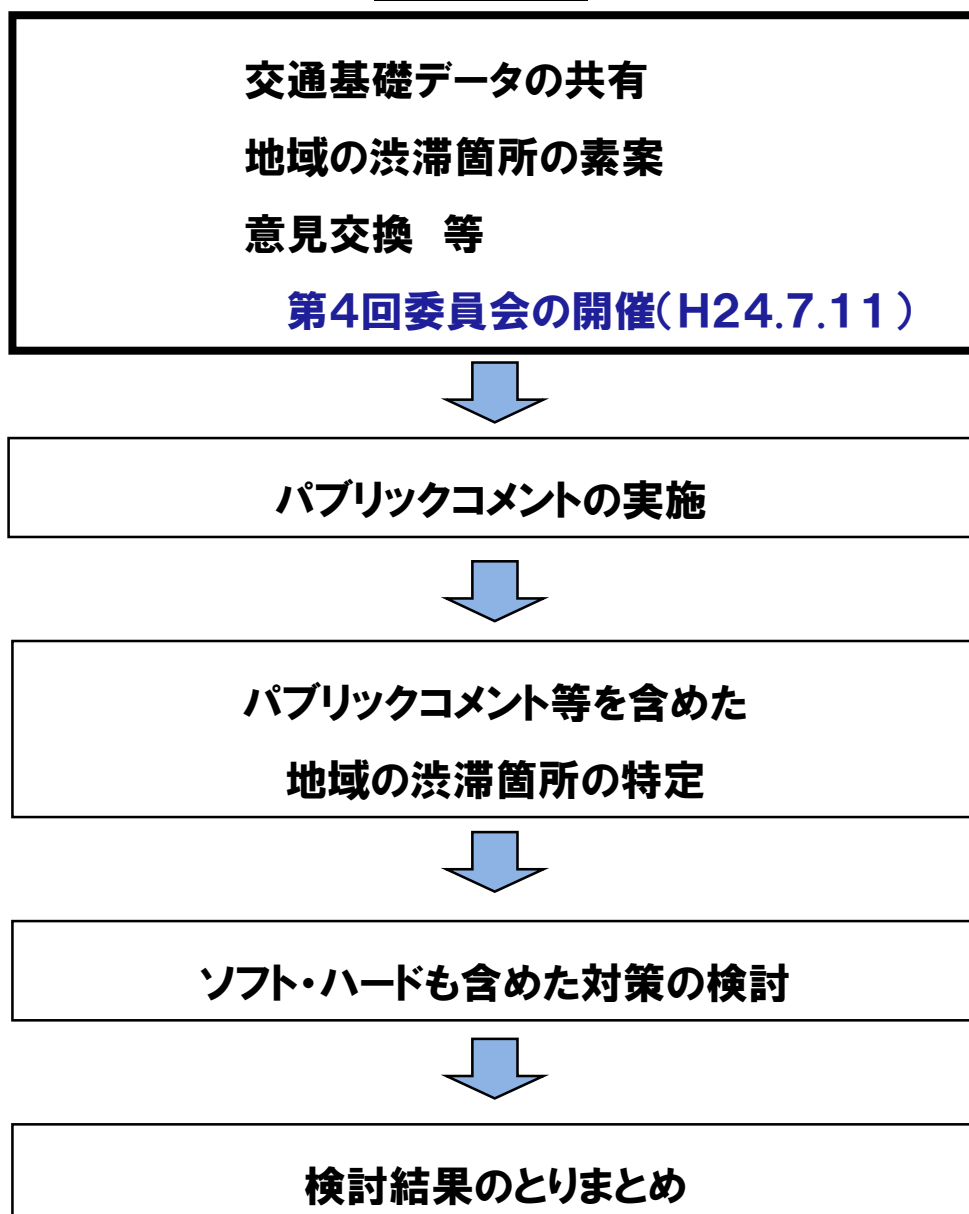 交通基礎データの共有
地域の渋滞箇所の素案
意見交換　等
第4回委員会の開催(H24.7.11)
パブリックコメントの実施
パブリックコメント等を含めた
地域の渋滞箇所の特定
ソフト・ハードも含めた対策の検討
検討結果のとりまとめ